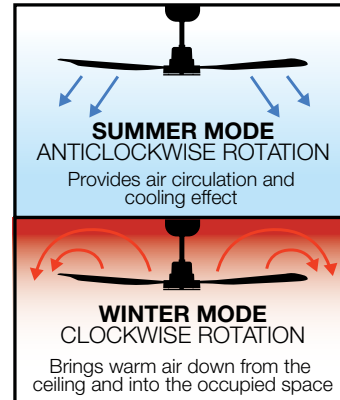 SUMMER MODE
ANTICLOCKWISE ROTATION
Provides air circulation and
cooling effect
WINTER MODE
CLOCKWISE ROTATION
Brings warm air down from the
ceiling and into the occupied space